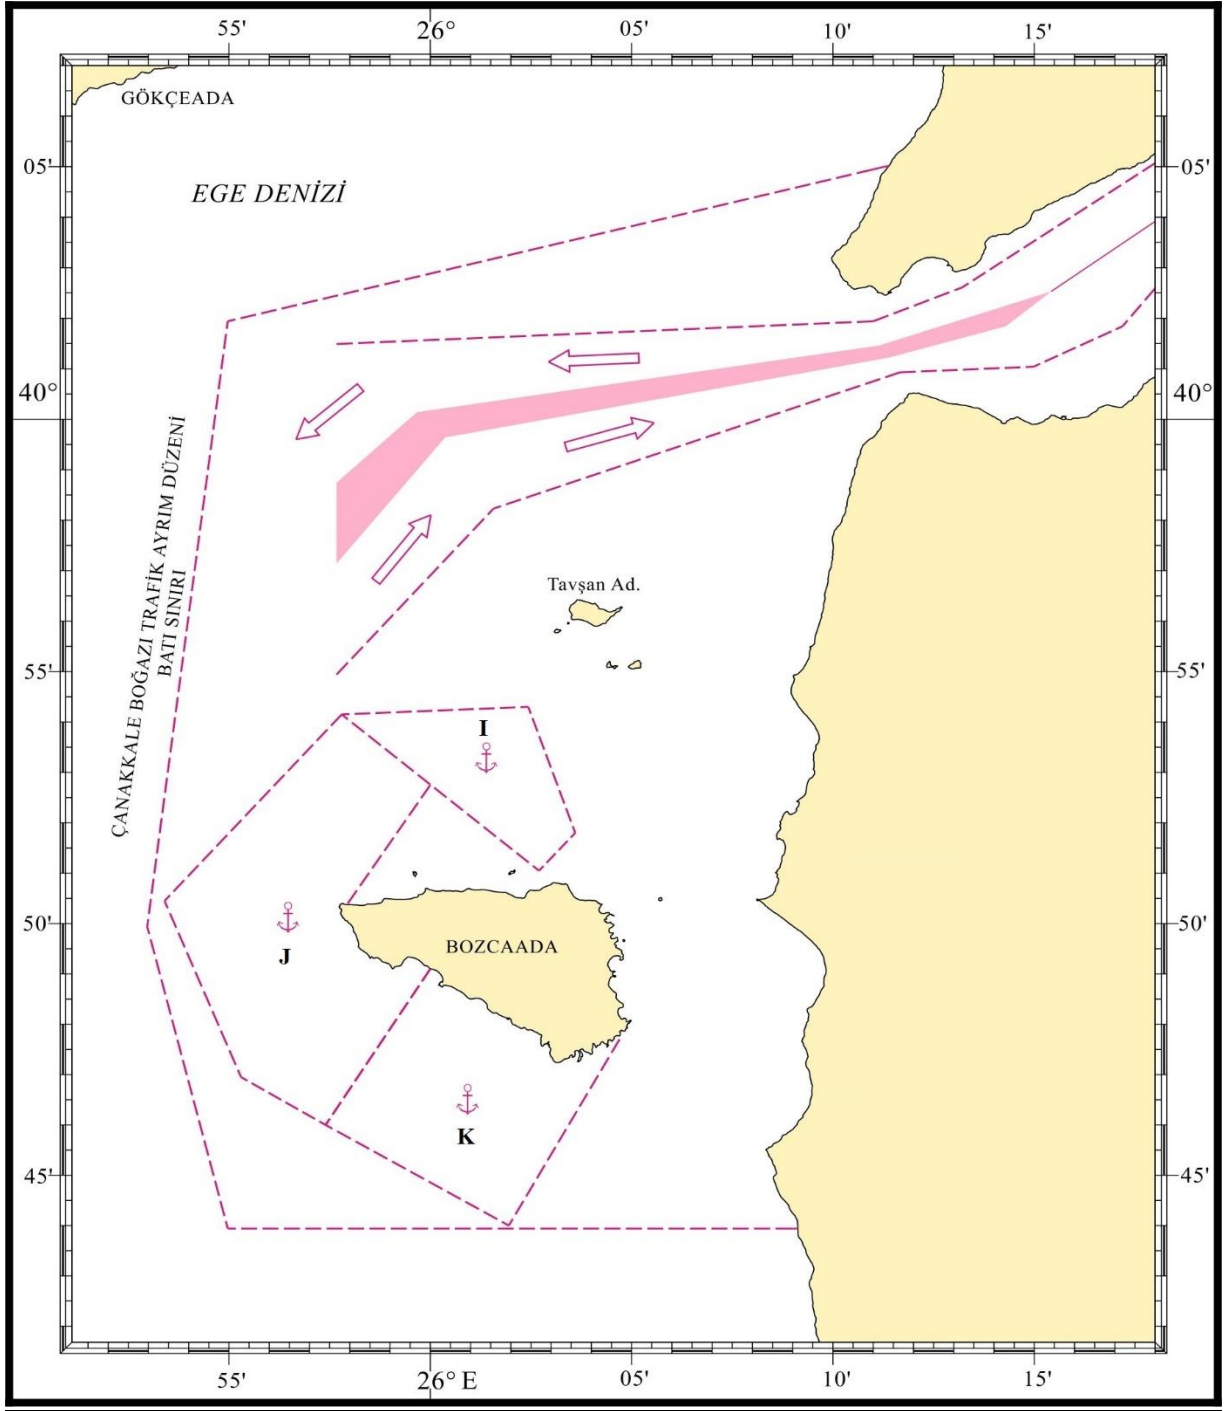 55' 26° 05' 10' 15'
GÖKÇEADA
05' 05'
EGE DENİZİ
40° 40°
ÇANAKKALE BOĞAZI TRAFİK AYRIM DÜZENİ
BATI SINIRI
Tavşan Ad.
55' 55'
I
50' 50'
BOZCAADA
J
K
45' 45'
55' 26° E 05' 10' 15'